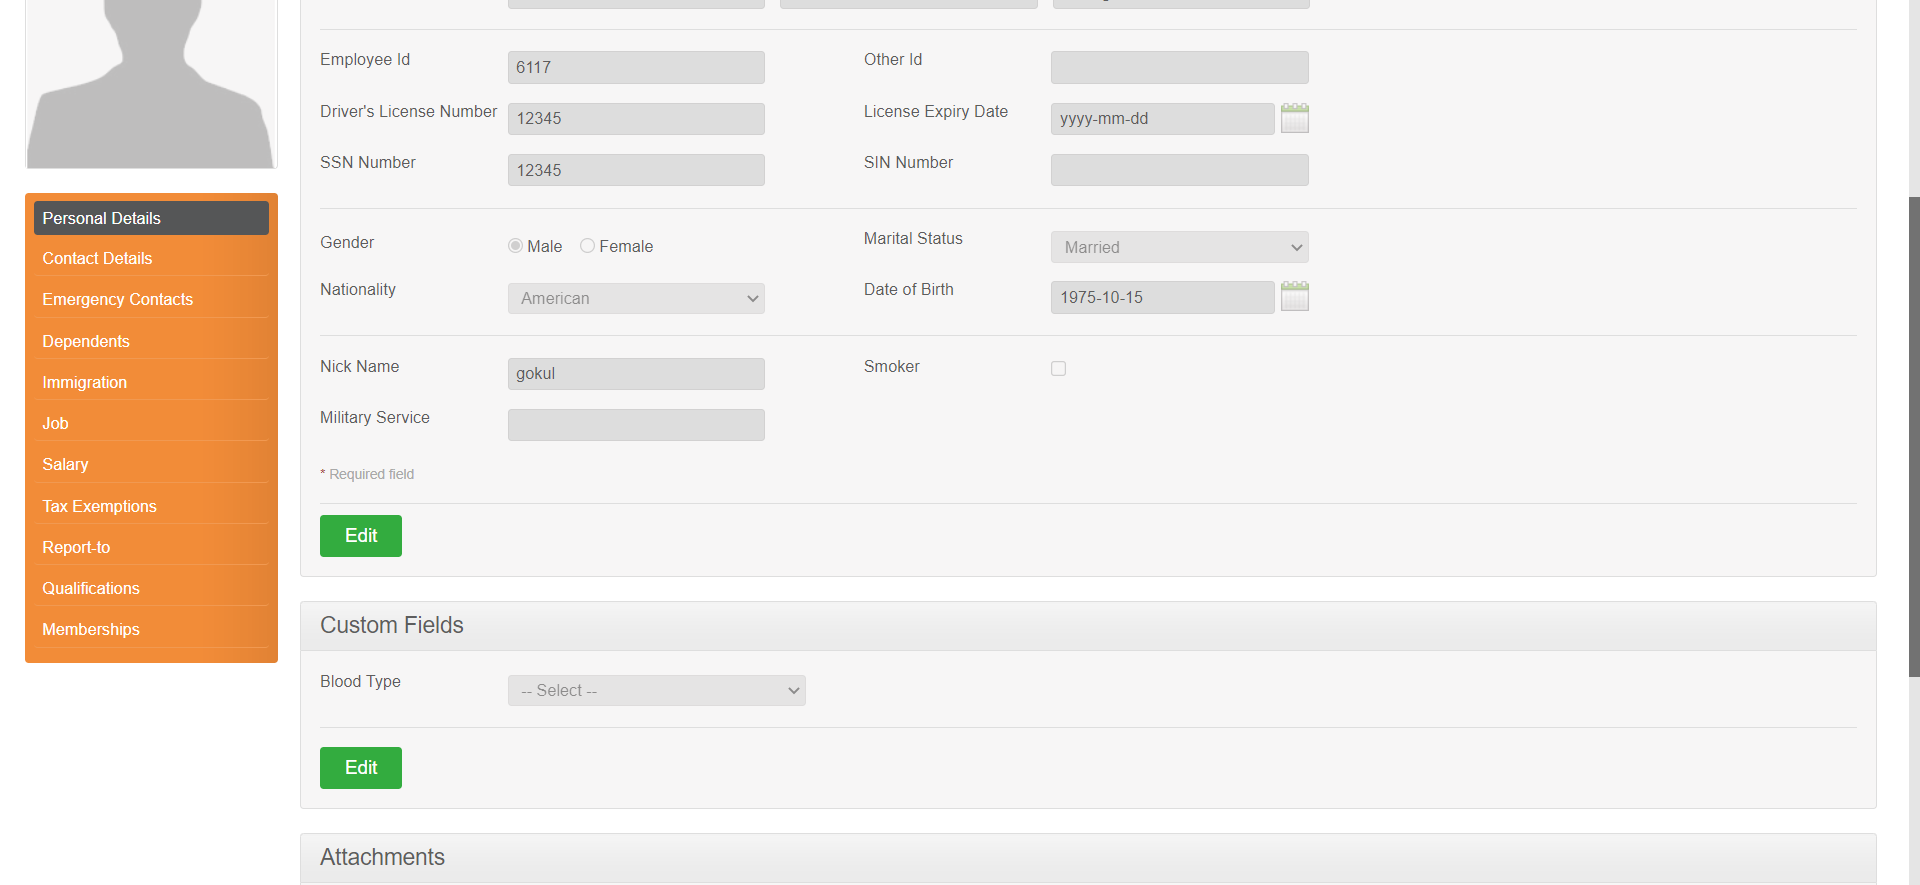 Employee Id
6117
Other Id
Driver's License Number
12345
License Expiry Date
yyyy-mm-dd
SSN Number
12345
SIN Number
Personal Details
Contact Details
Emergency Contacts
Dependents
Immigration
Job
Salary
Tax Exemptions
Report-to
Qualifications
Memberships
Gender
Male
Female
Marital Status
Married
Nationality
American
Date of Birth
1975-10-15
Nick Name
gokul
Smoker
Military Service
* Required field
Edit
Custom Fields
Blood Type
-- Select --
Edit
Attachments